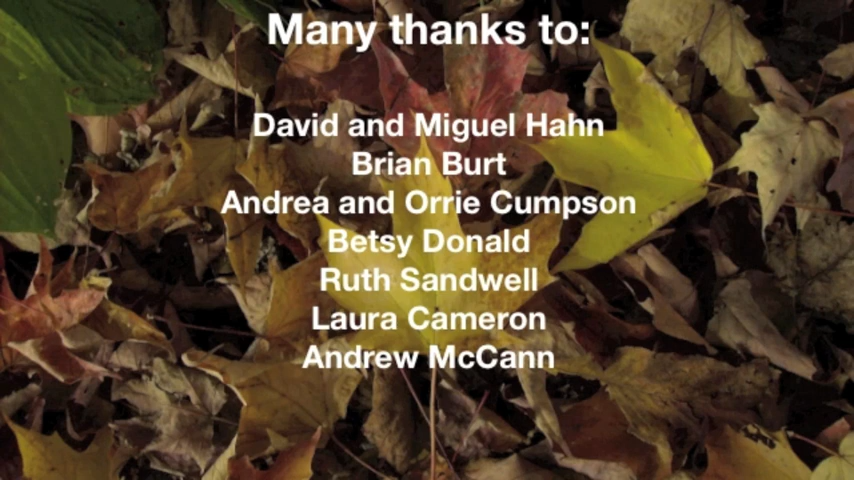 Many thanks to:
David and Miguel Hahn
Brian Burt
Andrea and Orrie Cumpson
Betsy Donald
Ruth Sandwell
Laura Cameron
Andrew McCann